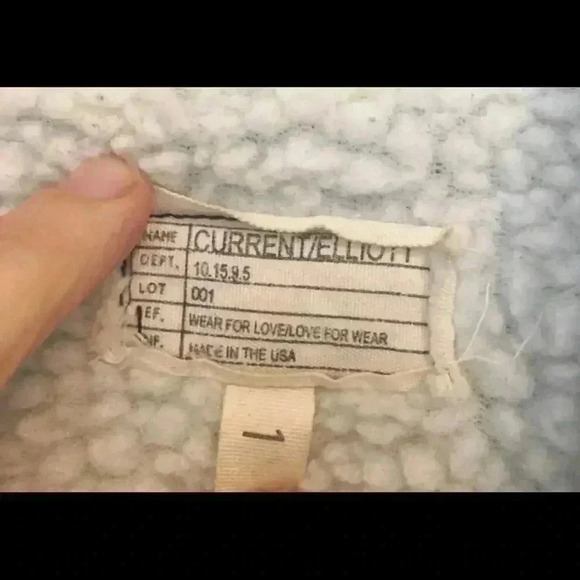 NAME CURRENT/ELLIOTT
DEPT. 10.15.9.5
LOT 001
EF. WEAR FOR LOVE/LOVE FOR WEAR
NF. MADE IN THE USA
1